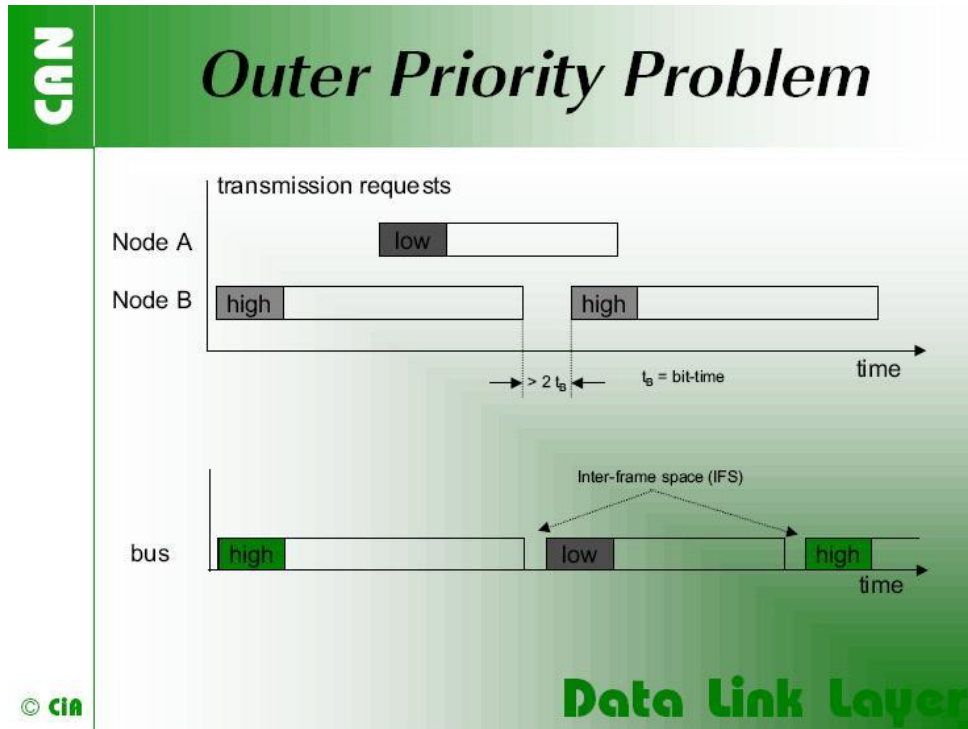 CAN
Outer Priority Problem
transmission requests
Node A
low
Node B
high
high
time
> 2 tB
tB = bit-time
Inter-frame space (IFS)
bus
high
low
high
time
© CiA
Data Link Layer